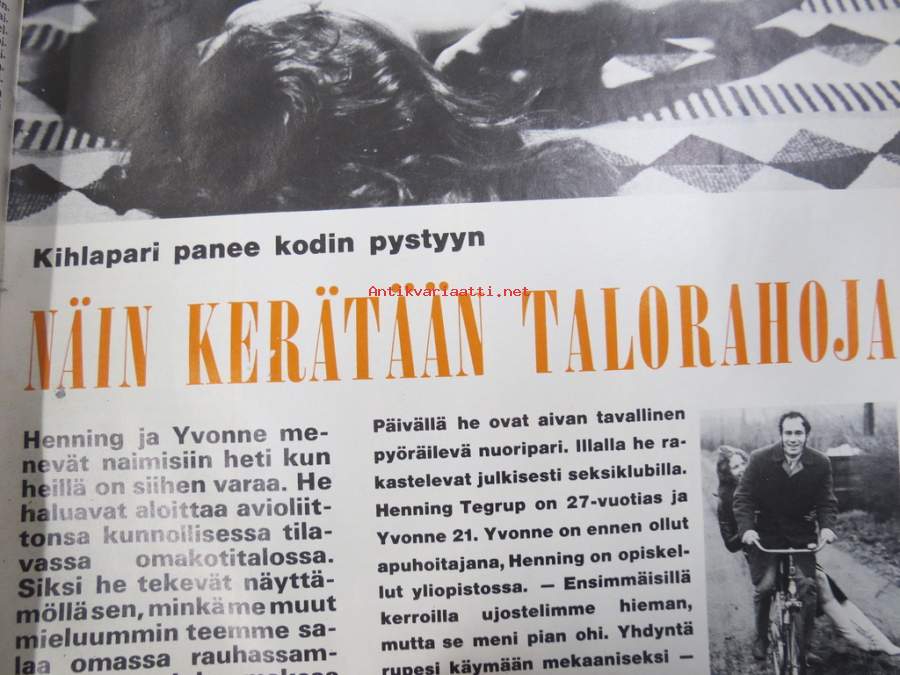 Kihlapari panee kodin pystyyn
Antikvariaatti.net
NÄIN KERÄTÄÄN TALORAHOJA
Henning ja Yvonne me-
nevät naimisiin heti kun
heillä on siihen varaa. He
haluavat aloittaa avioliit-
tonsa kunnollisessa tila-
vassa omakotitalossa.
Siksi he tekevät näyttä-
möllä sen, minkä me muut
mieluummin teemme sa-
laa omassa rauhassam-
Päivällä he ovat aivan tavallinen
pyöräilevä nuoripari. Illalla he ra-
kastelevat julkisesti seksiklubilla.
Henning Tegrup on 27-vuotias ja
Yvonne 21. Yvonne on ennen ollut
apuhoitajana, Henning on opiskel-
lut yliopistossa. — Ensimmäisillä
kerroilla ujostelimme hieman,
mutta se meni pian ohi. Yhdyntä
rupesi käymään mekaaniseksi —